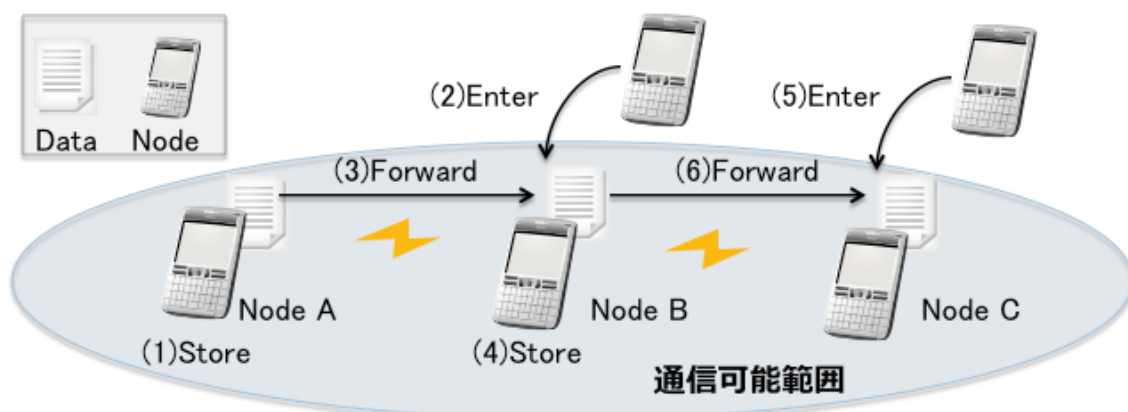 Data
Node
(2)Enter
(5)Enter
(3)Forward
(6)Forward
Node A
Node B
Node C
(1)Store
(4)Store
通信可能範囲